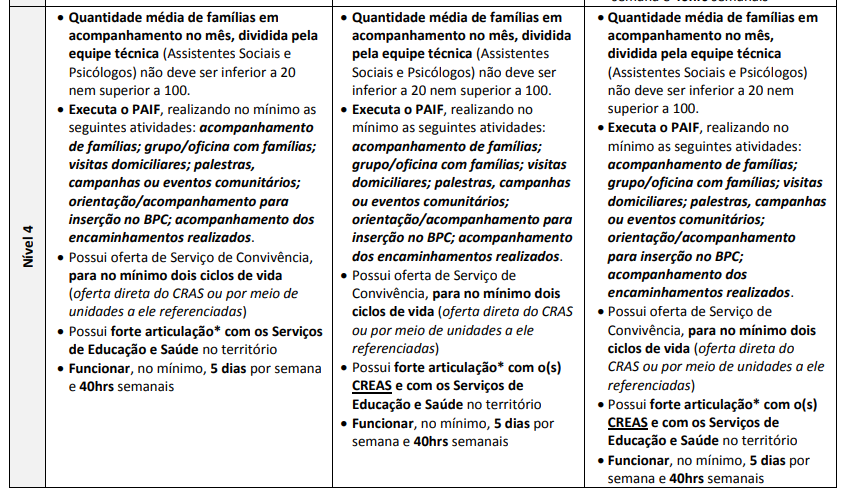 semana e 40hrs semanais
Nível 4
• Quantidade média de famílias em
acompanhamento no mês, dividida pela
equipe técnica (Assistentes Sociais e
Psicólogos) não deve ser inferior a 20
nem superior a 100.
• Executa o PAIF, realizando no mínimo as
seguintes atividades: acompanhamento
de famílias; grupo/oficina com famílias;
visitas domiciliares; palestras,
campanhas ou eventos comunitários;
orientação/acompanhamento para
inserção no BPC; acompanhamento dos
encaminhamentos realizados.
• Possui oferta de Serviço de Convivência,
para no mínimo dois ciclos de vida
(oferta direta do CRAS ou por meio de
unidades a ele referenciadas)
• Possui forte articulação* com os Serviços
de Educação e Saúde no território
• Funcionar, no mínimo, 5 dias por semana
e 40hrs semanais
• Quantidade média de famílias em
acompanhamento no mês, dividida
pela equipe técnica (Assistentes
Sociais e Psicólogos) não deve ser
inferior a 20 nem superior a 100.
• Executa o PAIF, realizando no
mínimo as seguintes atividades:
acompanhamento de famílias;
grupo/oficina com famílias; visitas
domiciliares; palestras, campanhas
ou eventos comunitários;
orientação/acompanhamento para
inserção no BPC; acompanhamento
dos encaminhamentos realizados.
• Possui oferta de Serviço de
Convivência, para no mínimo dois
ciclos de vida (oferta direta do CRAS
ou por meio de unidades a ele
referenciadas)
• Possui forte articulação* com o(s)
CREAS e com os Serviços de
Educação e Saúde no território
• Funcionar, no mínimo, 5 dias por
semana e 40hrs semanais
• Quantidade média de famílias em
acompanhamento no mês,
dividida pela equipe técnica
(Assistentes Sociais e Psicólogos)
não deve ser inferior a 20 nem
superior a 100.
• Executa o PAIF, realizando no
mínimo as seguintes atividades:
acompanhamento de famílias;
grupo/oficina com famílias; visitas
domiciliares; palestras, campanhas
ou eventos comunitários;
orientação/acompanhamento
para inserção no BPC;
acompanhamento dos
encaminhamentos realizados.
• Possui oferta de Serviço de
Convivência, para no mínimo dois
ciclos de vida (oferta direta do
CRAS ou por meio de unidades a ele
referenciadas)
• Possui forte articulação* com o(s)
CREAS e com os Serviços de
Educação e Saúde no território
• Funcionar, no mínimo, 5 dias por
semana e 40hrs semanais